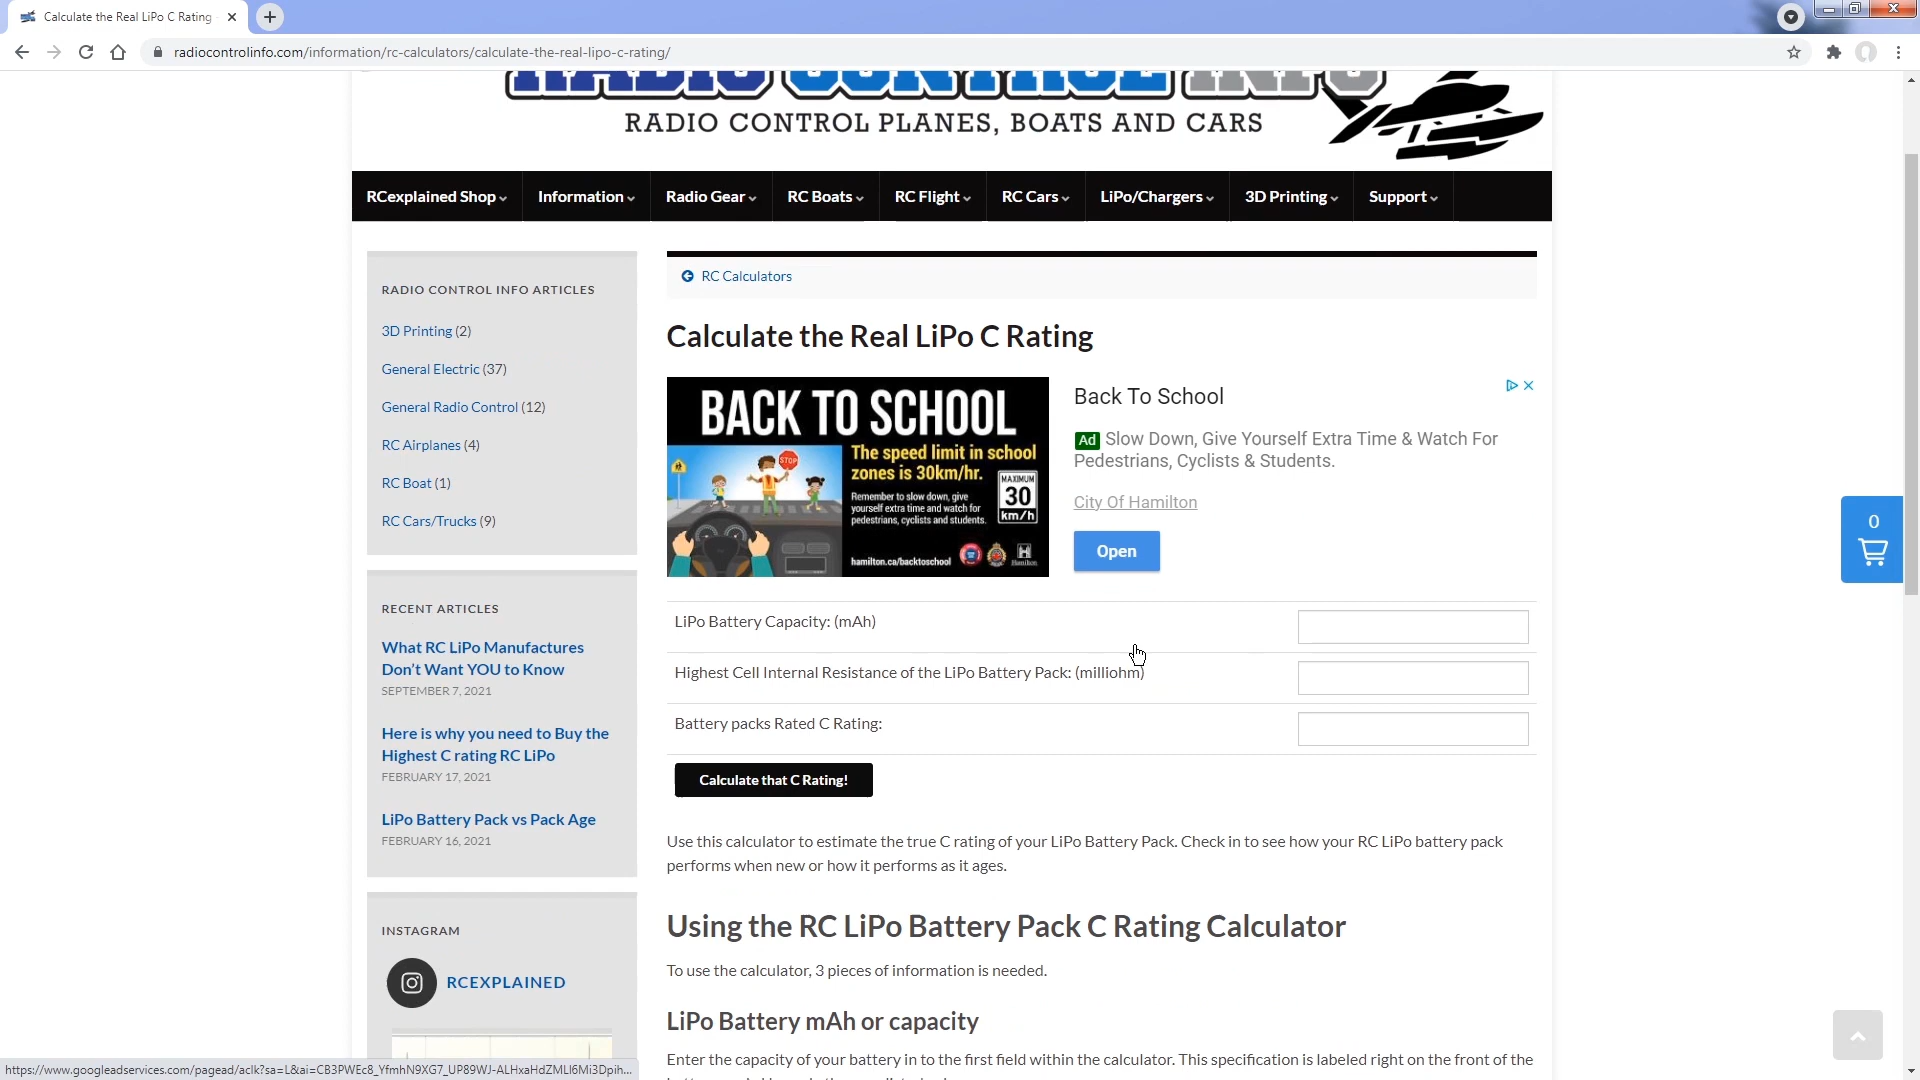 Calculate the Real LiPo C Rating
radiocontrolinfo.com/information/rc-calculators/calculate-the-real-lipo-c-rating/
RADIO CONTROL INFO
RADIO CONTROL PLANES, BOATS AND CARS
RCexplained Shop
Information
Radio Gear
RC Boats
RC Flight
RC Cars
LiPo/Chargers
3D Printing
Support
RADIO CONTROL INFO ARTICLES
3D Printing (2)
General Electric (37)
General Radio Control (12)
RC Airplanes (4)
RC Boat (1)
RC Cars/Trucks (9)
RECENT ARTICLES
What RC LiPo Manufactures
Don't Want YOU to Know
SEPTEMBER 7, 2021
Here is why you need to Buy the
Highest C rating RC LiPo
FEBRUARY 17, 2021
LiPo Battery Pack vs Pack Age
FEBRUARY 16, 2021
INSTAGRAM
RCEXPLAINED
RC Calculators
Calculate the Real LiPo C Rating
BACK TO SCHOOL
STOP
The speed limit in school
zones is 30km/hr.
Remember to slow down, give
yourself extra time and watch for
pedestrians, cyclists and students.
MAXIMUM
30
km/h
hamilton.ca/backtoschool
Hamilton
Back To School
Ad Slow Down, Give Yourself Extra Time & Watch For
Pedestrians, Cyclists & Students.
City Of Hamilton
Open
0
LiPo Battery Capacity: (mAh)
Highest Cell Internal Resistance of the LiPo Battery Pack: (milliohm)
Battery packs Rated C Rating:
Calculate that C Rating!
Use this calculator to estimate the true C rating of your LiPo Battery Pack. Check in to see how your RC LiPo battery pack
performs when new or how it performs as it ages.
Using the RC LiPo Battery Pack C Rating Calculator
To use the calculator, 3 pieces of information is needed.
LiPo Battery mAh or capacity
Enter the capacity of your battery in to the first field within the calculator. This specification is labeled right on the front of the
https://www.googleadservices.com/pagead/aclk?sa=L&ai=CB3PWEc8_YfmhN9XG7_UP89WJ-ALHxaHdZMLl6Mi3Dpih...